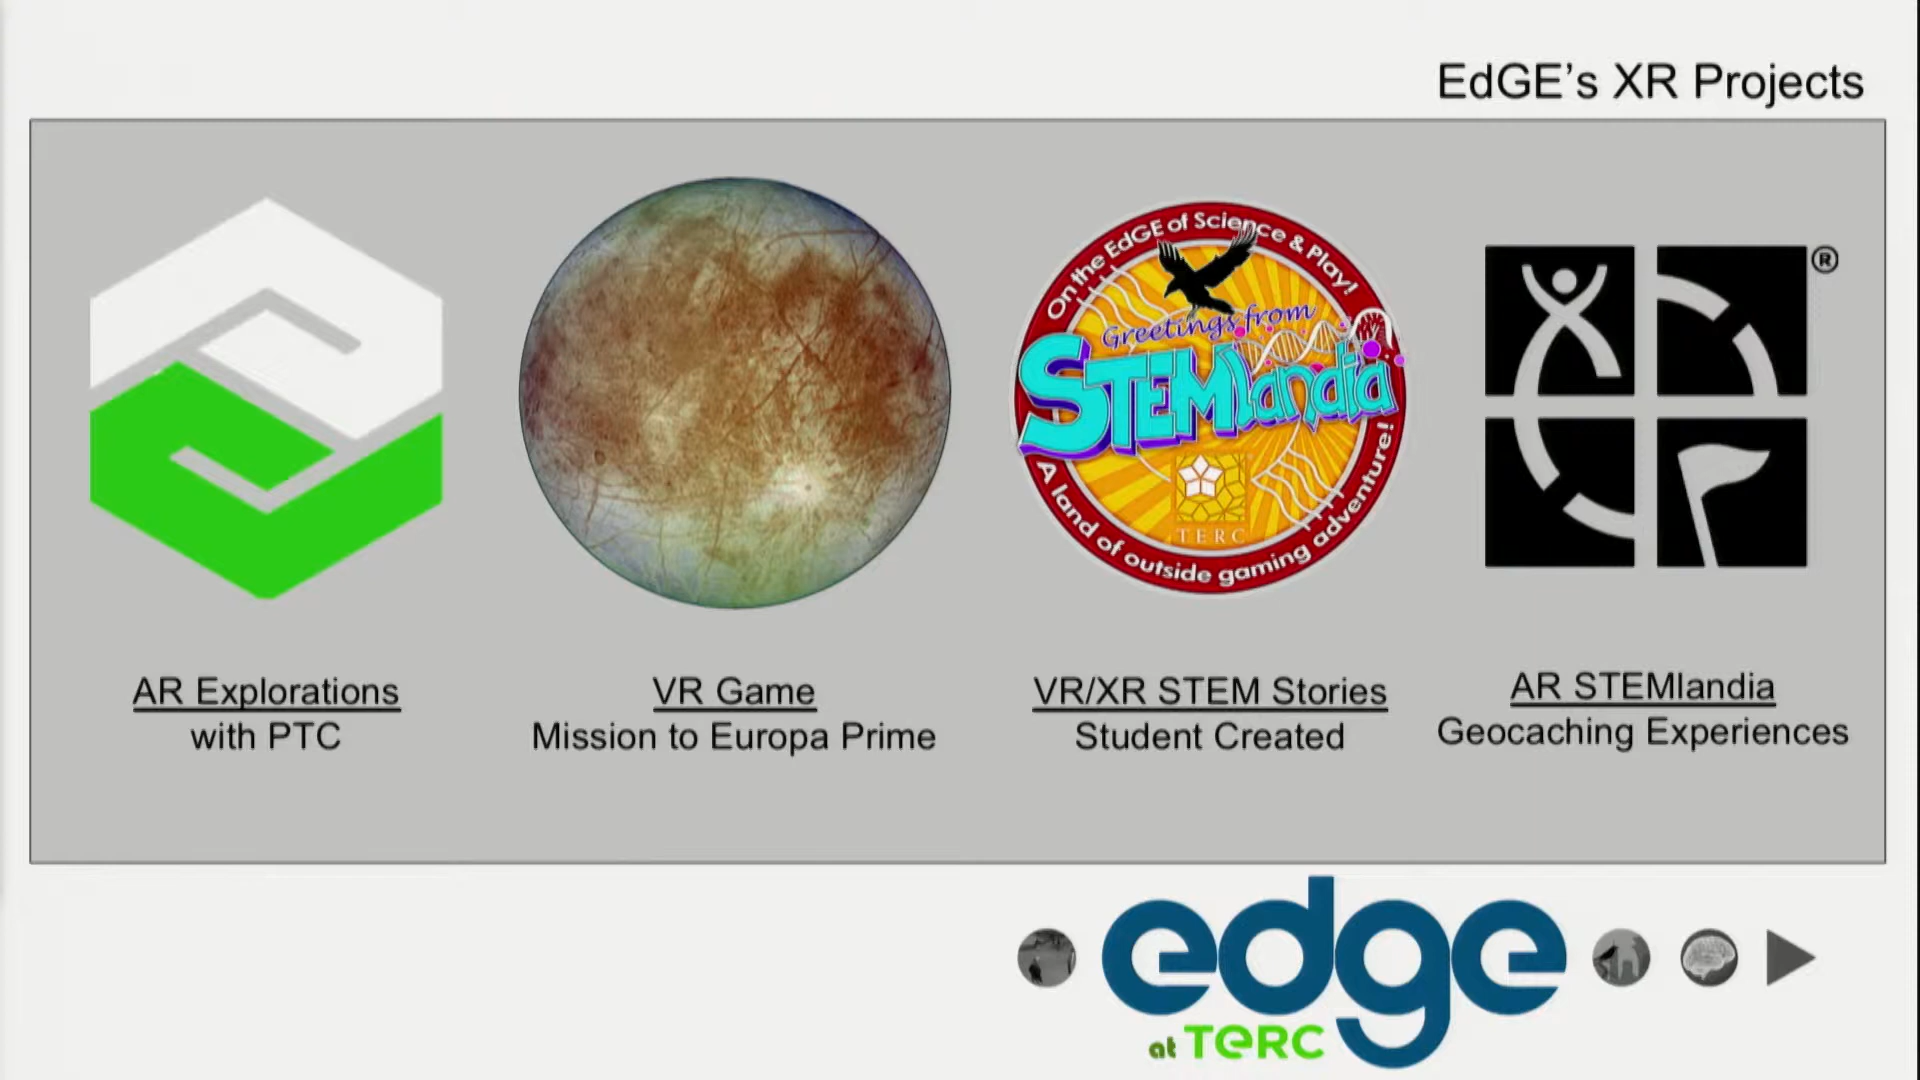 EdGE's XR Projects
On the EdGE of Science & Play!
Greetings from
STEMlandia
TERC
A land of outside gaming adventure!
®
AR Explorations
with PTC
VR Game
Mission to Europa Prime
VR/XR STEM Stories
Student Created
AR STEMlandia
Geocaching Experiences
edge
at TERC